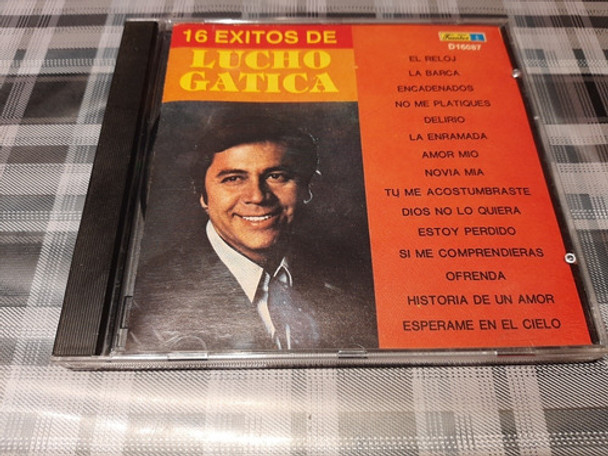 16 EXITOS DE
LUCHO
GATICA
D16087
EL RELOJ
LA BARCA
ENCADENADOS
NO ME PLATIQUES
DELIRIO
LA ENRAMADA
AMOR MIO
NOVIA MIA
TU ME ACOSTUMBRASTE
DIOS NO LO QUIERA
ESTOY PERDIDO
SI ME COMPRENDIERAS
OFRENDA
HISTORIA DE UN AMOR
ESPERAME EN EL CIELO